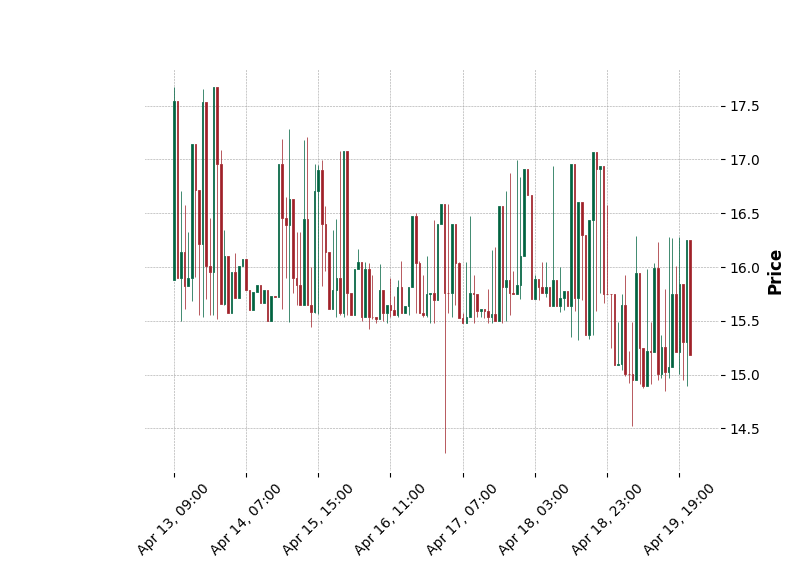 17.5
17.0
16.5
16.0
15.5
15.0
14.5
Price
Apr 13, 09:00
Apr 14, 07:00
Apr 15, 15:00
Apr 16, 11:00
Apr 17, 07:00
Apr 18, 03:00
Apr 18, 23:00
Apr 19, 19:00